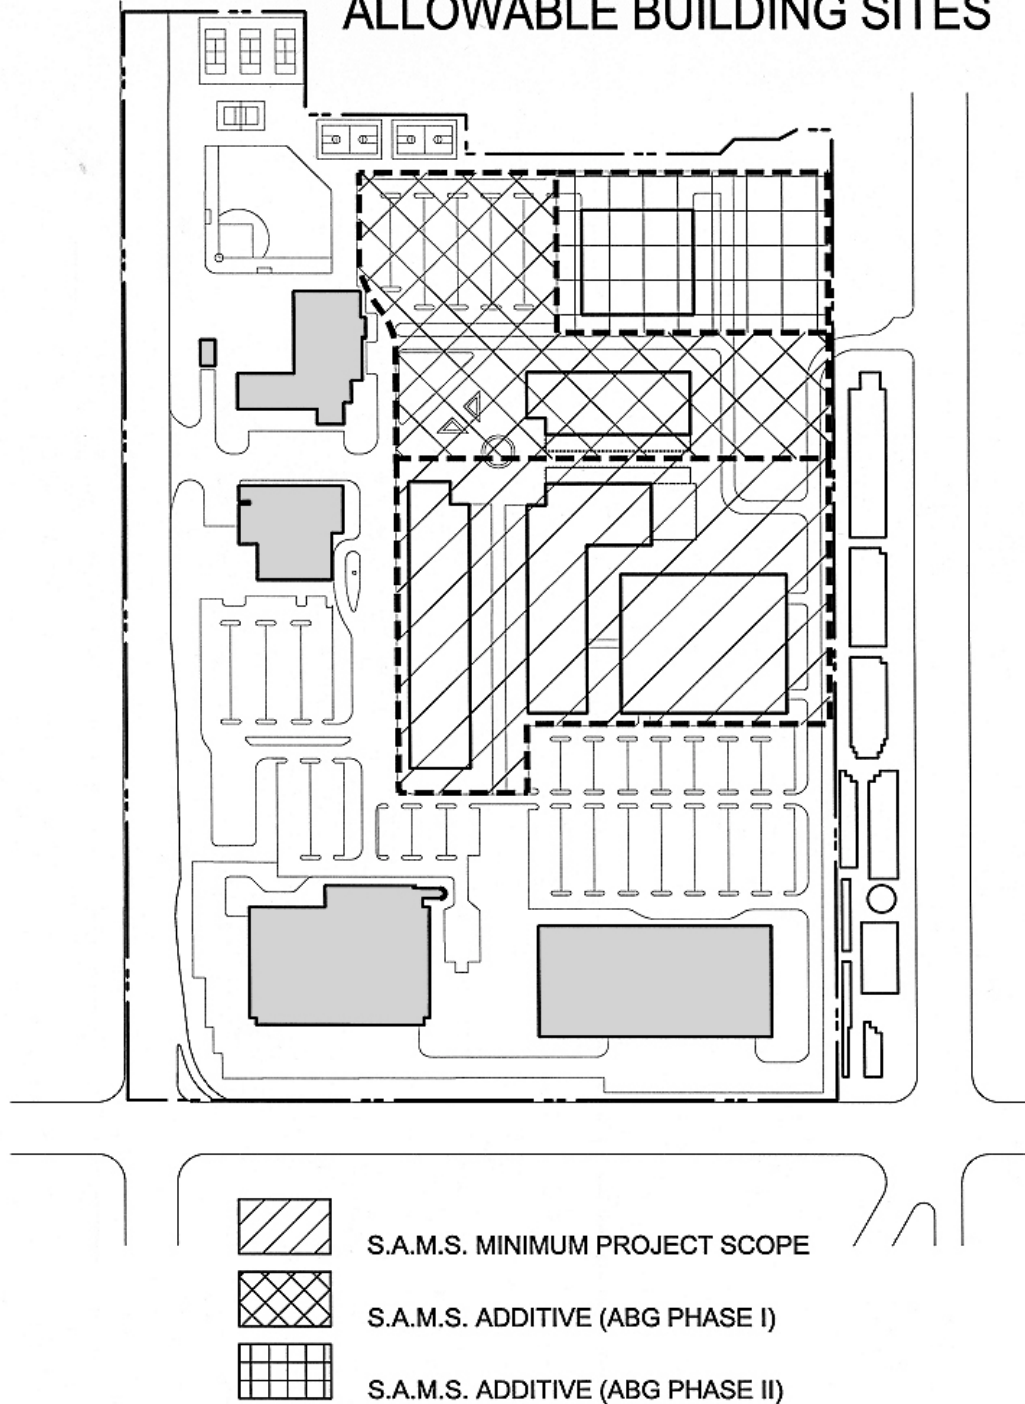 ALLOWABLE BUILDING SITES
S.A.M.S. MINIMUM PROJECT SCOPE
S.A.M.S. ADDITIVE (ABG PHASE I)
S.A.M.S. ADDITIVE (ABG PHASE II)